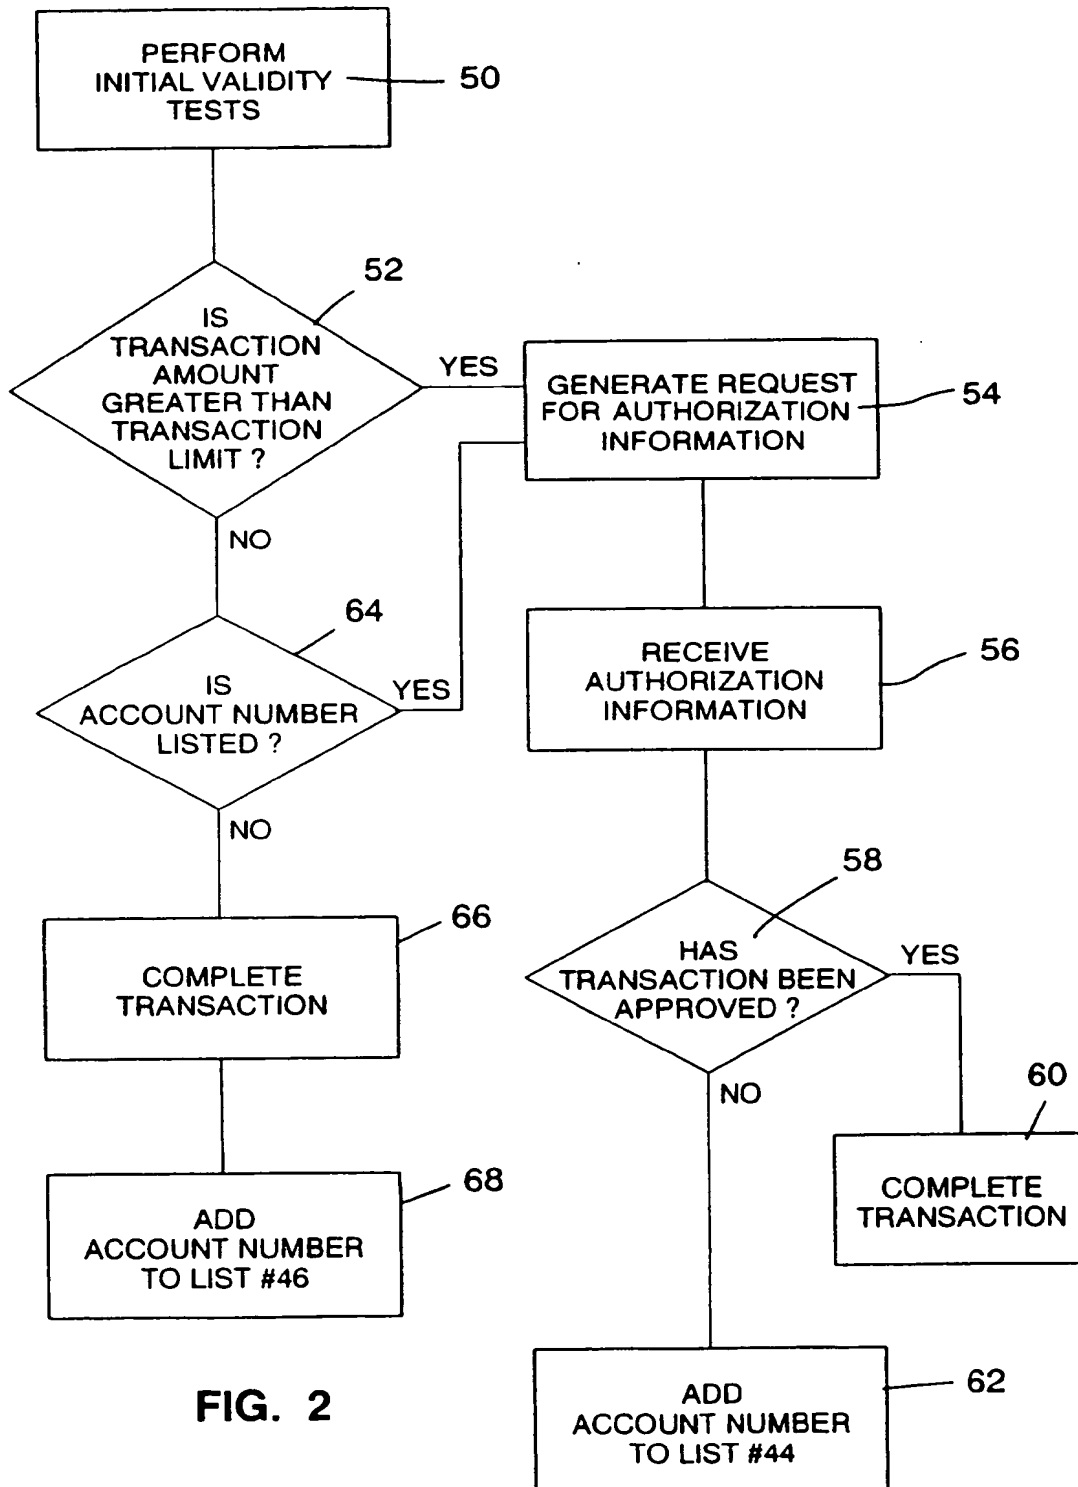 PERFORM
INITIAL VALIDITY
TESTS
50
52
IS
TRANSACTION
AMOUNT
GREATER THAN
TRANSACTION
LIMIT ?
YES
NO
GENERATE REQUEST
FOR AUTHORIZATION
INFORMATION
54
64
IS
ACCOUNT NUMBER
LISTED ?
YES
NO
RECEIVE
AUTHORIZATION
INFORMATION
56
66
COMPLETE
TRANSACTION
58
HAS
TRANSACTION BEEN
APPROVED ?
YES
NO
60
COMPLETE
TRANSACTION
68
ADD
ACCOUNT NUMBER
TO LIST #46
62
ADD
ACCOUNT NUMBER
TO LIST #44
FIG. 2